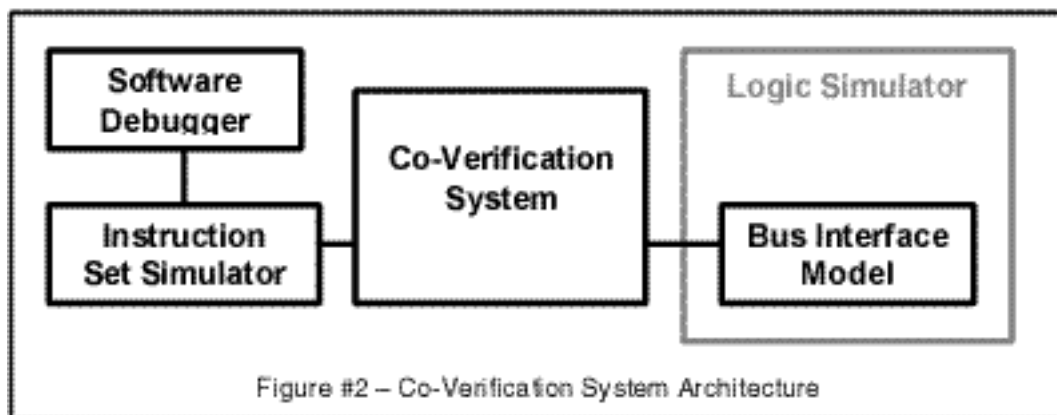 Software
Debugger
Instruction
Set Simulator
Co-Verification
System
Logic Simulator
Bus Interface
Model
Figure #2 – Co-Verification System Architecture